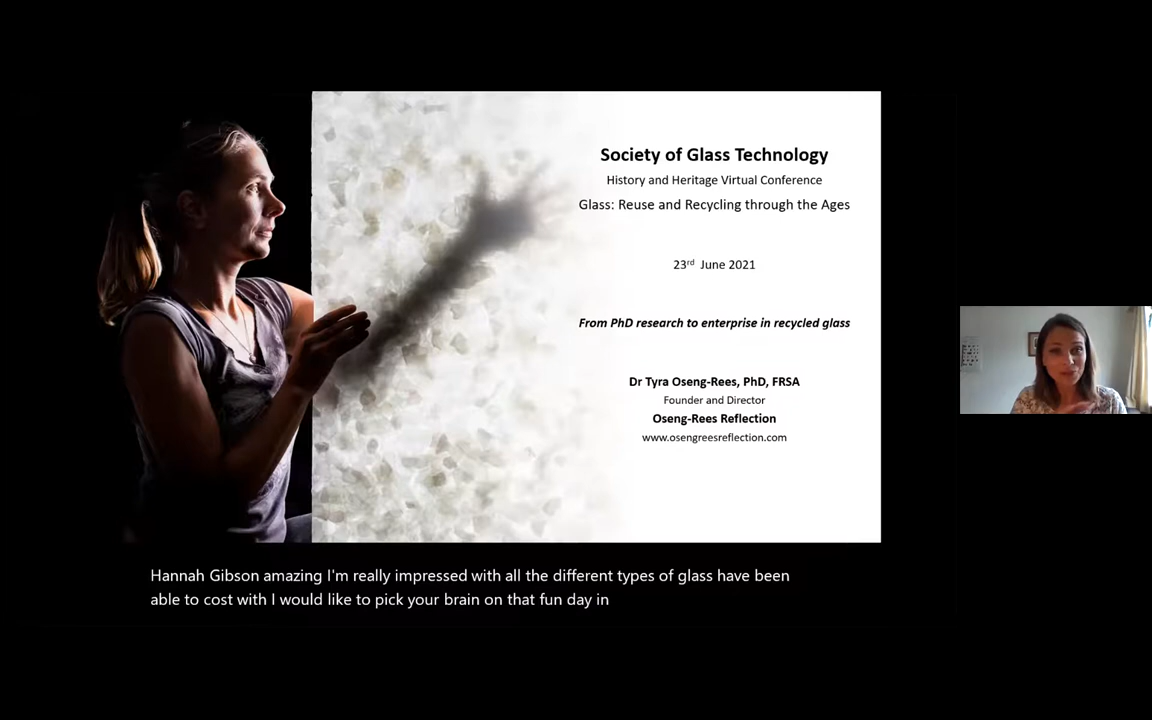 Society of Glass Technology
History and Heritage Virtual Conference
Glass: Reuse and Recycling through the Ages
23rd June 2021
From PhD research to enterprise in recycled glass
Dr Tyra Oseng-Rees, PhD, FRSA
Founder and Director
Oseng-Rees Reflection
www.osengreesreflection.com
Hannah Gibson amazing I'm really impressed with all the different types of glass have been
able to cost with I would like to pick your brain on that fun day in